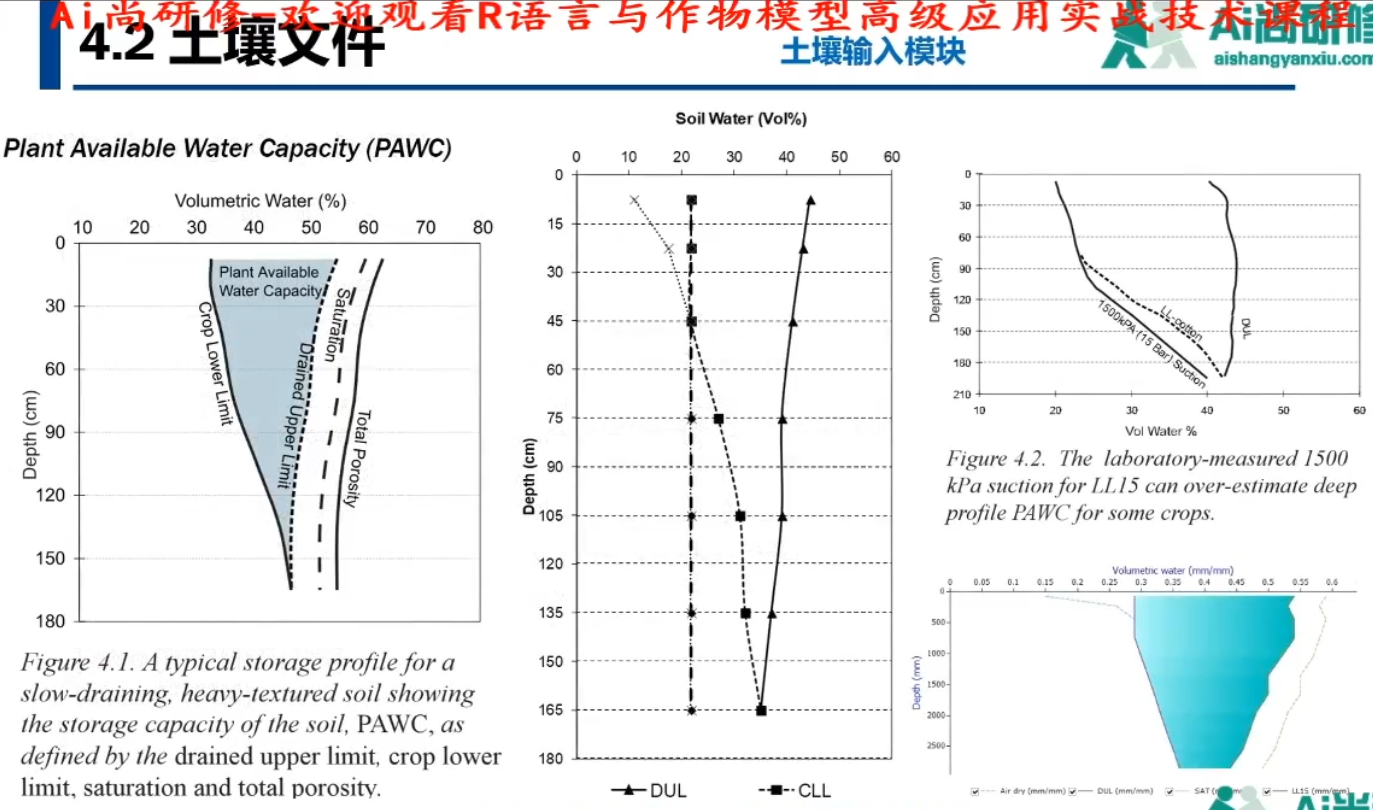 Ai尚研修-欢迎观看R语言与作物模型高级应用实战技术课程
4.2 土壤文件
土壤输入模块
Ai尚研修
aishangyanxiu.com
Plant Available Water Capacity (PAWC)
Volumetric Water (%)
10 20 30 40 50 60 70 80
0
30
60
90
120
150
180
Depth (cm)
Plant Available
Water Capacity
Crop Lower Limit
Drained Upper Limit
Saturation
Total Porosity
Figure 4.1. A typical storage profile for a
slow-draining, heavy-textured soil showing
the storage capacity of the soil, PAWC, as
defined by the drained upper limit, crop lower
limit, saturation and total porosity.
Soil Water (Vol%)
0 10 20 30 40 50 60
0
15
30
45
60
75
90
105
120
135
150
165
180
Depth (cm)
DUL CLL
0
30
60
90
120
150
180
210
Depth (cm)
LL-cotton
1500kPA (15 Bar) Suction
DUL
10 20 30 40 50 60
Vol Water %
Figure 4.2. The laboratory-measured 1500
kPa suction for LL15 can over-estimate deep
profile PAWC for some crops.
Volumetric water (mm/mm)
0 0.05 0.1 0.15 0.2 0.25 0.3 0.35 0.4 0.45 0.5 0.55 0.6
0
500
1000
1500
2000
2500
Depth (mm)
Air dry (mm/mm) DUL (mm/mm) SAT LL15 (mm/mm)